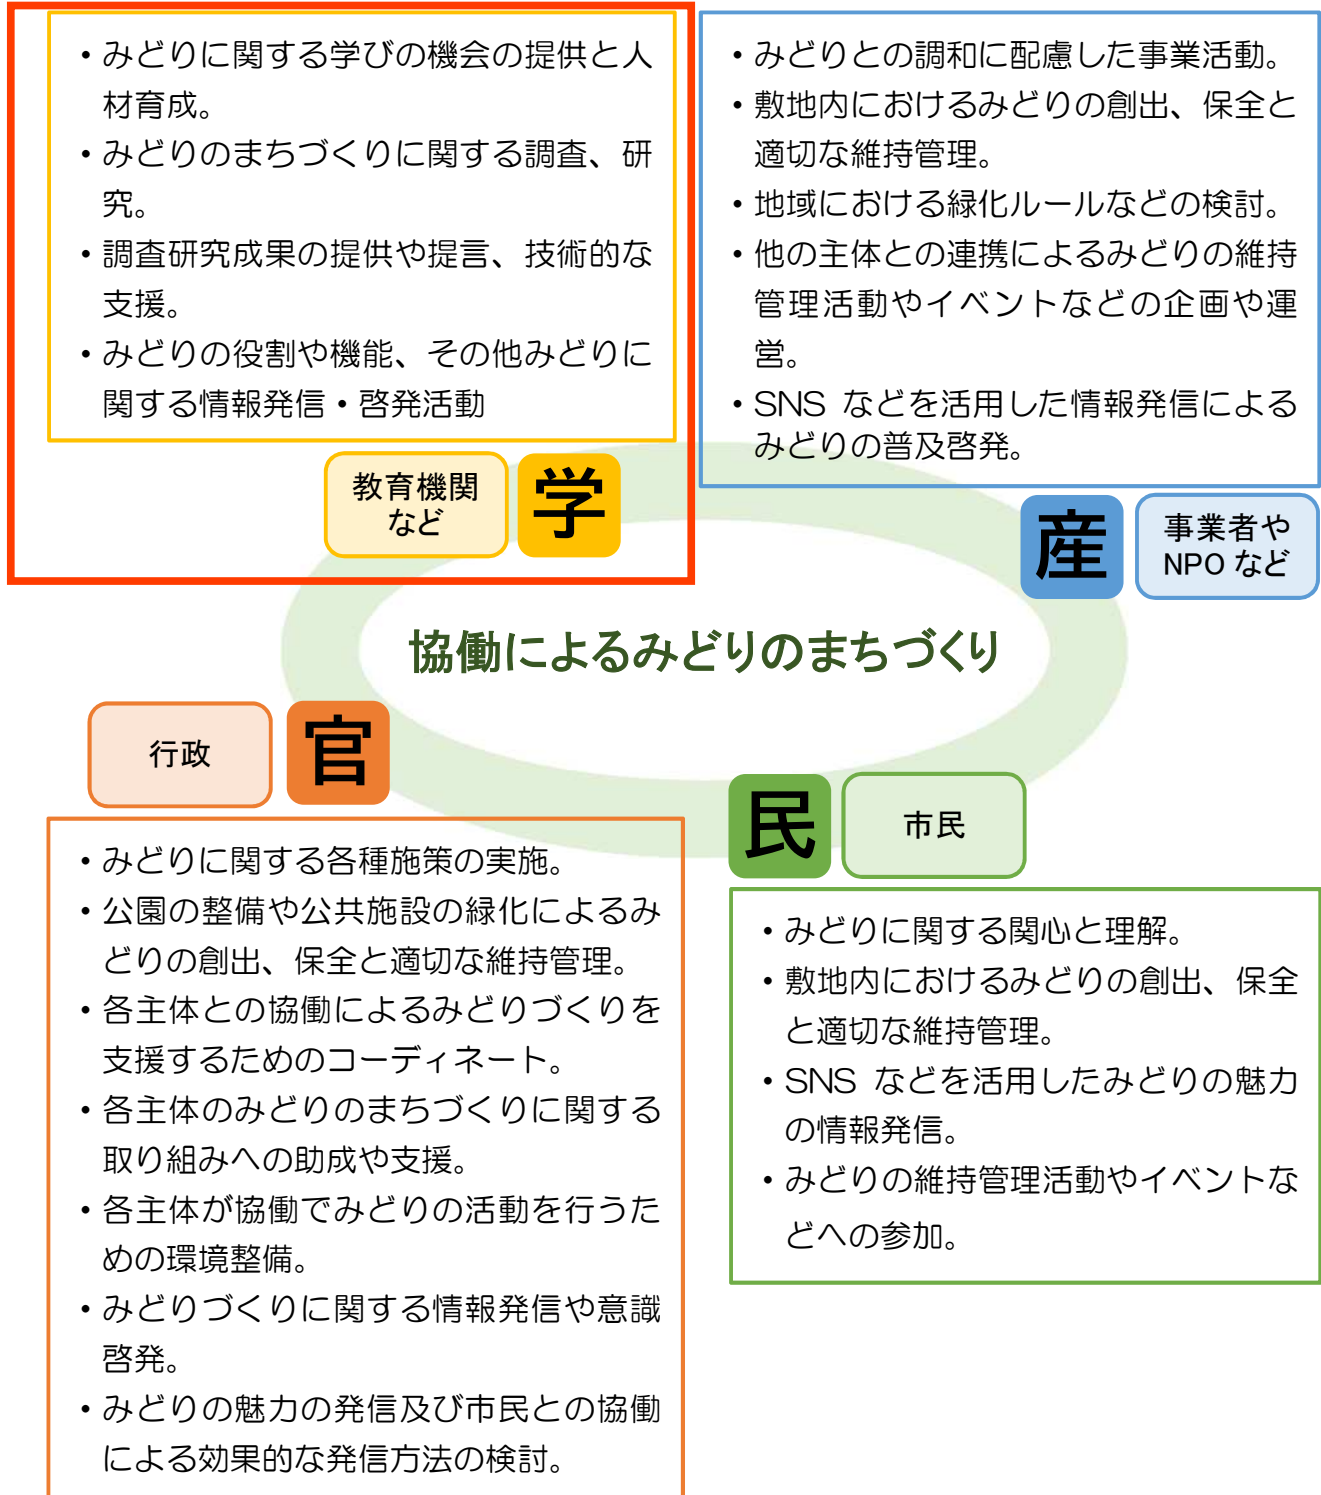 ・みどりに関する学びの機会の提供と人
材育成。
・みどりのまちづくりに関する調査、研
究。
・調査研究成果の提供や提言、技術的な
支援。
・みどりの役割や機能、その他みどりに
関する情報発信・啓発活動
教育機関
など
学
・みどりとの調和に配慮した事業活動。
・敷地内におけるみどりの創出、保全と
適切な維持管理。
・地域における緑化ルールなどの検討。
・他の主体との連携によるみどりの維持
管理活動やイベントなどの企画や運
営。
・SNS などを活用した情報発信による
みどりの普及啓発。
産
事業者や
NPO など
協働によるみどりのまちづくり
行政
官
・みどりに関する各種施策の実施。
・公園の整備や公共施設の緑化によるみ
どりの創出、保全と適切な維持管理。
・各主体との協働によるみどりづくりを
支援するためのコーディネート。
・各主体のみどりのまちづくりに関する
取り組みへの助成や支援。
・各主体が協働でみどりの活動を行うた
めの環境整備。
・みどりづくりに関する情報発信や意識
啓発。
・みどりの魅力の発信及び市民との協働
による効果的な発信方法の検討。
民
市民
・みどりに関する関心と理解。
・敷地内におけるみどりの創出、保全
と適切な維持管理。
・SNS などを活用したみどりの魅力
の情報発信。
・みどりの維持管理活動やイベントな
どへの参加。